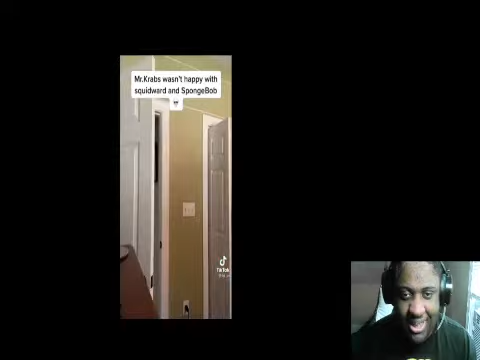 Mr.Krabs wasn't happy with
squidward and SpongeBob
TikTok